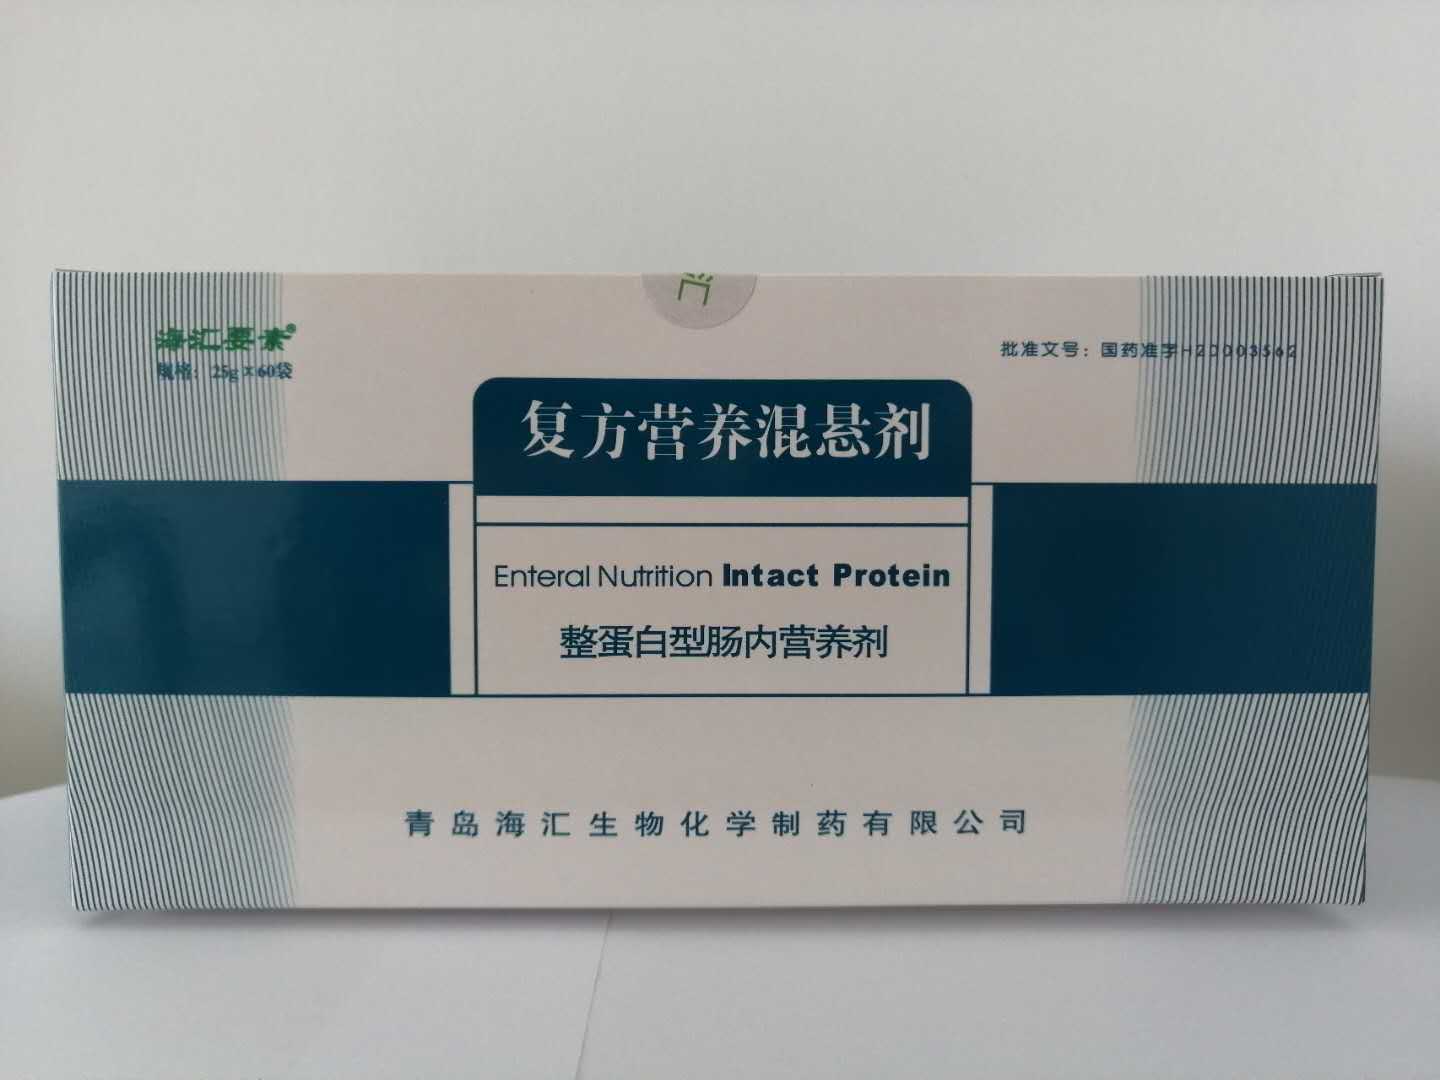 汇
海汇要素®
规格：25g×60袋
批准文号：国药准字H20003562
复方营养混悬剂
Enteral Nutrition Intact Protein
整蛋白型肠内营养剂
青岛海汇生物化学制药有限公司